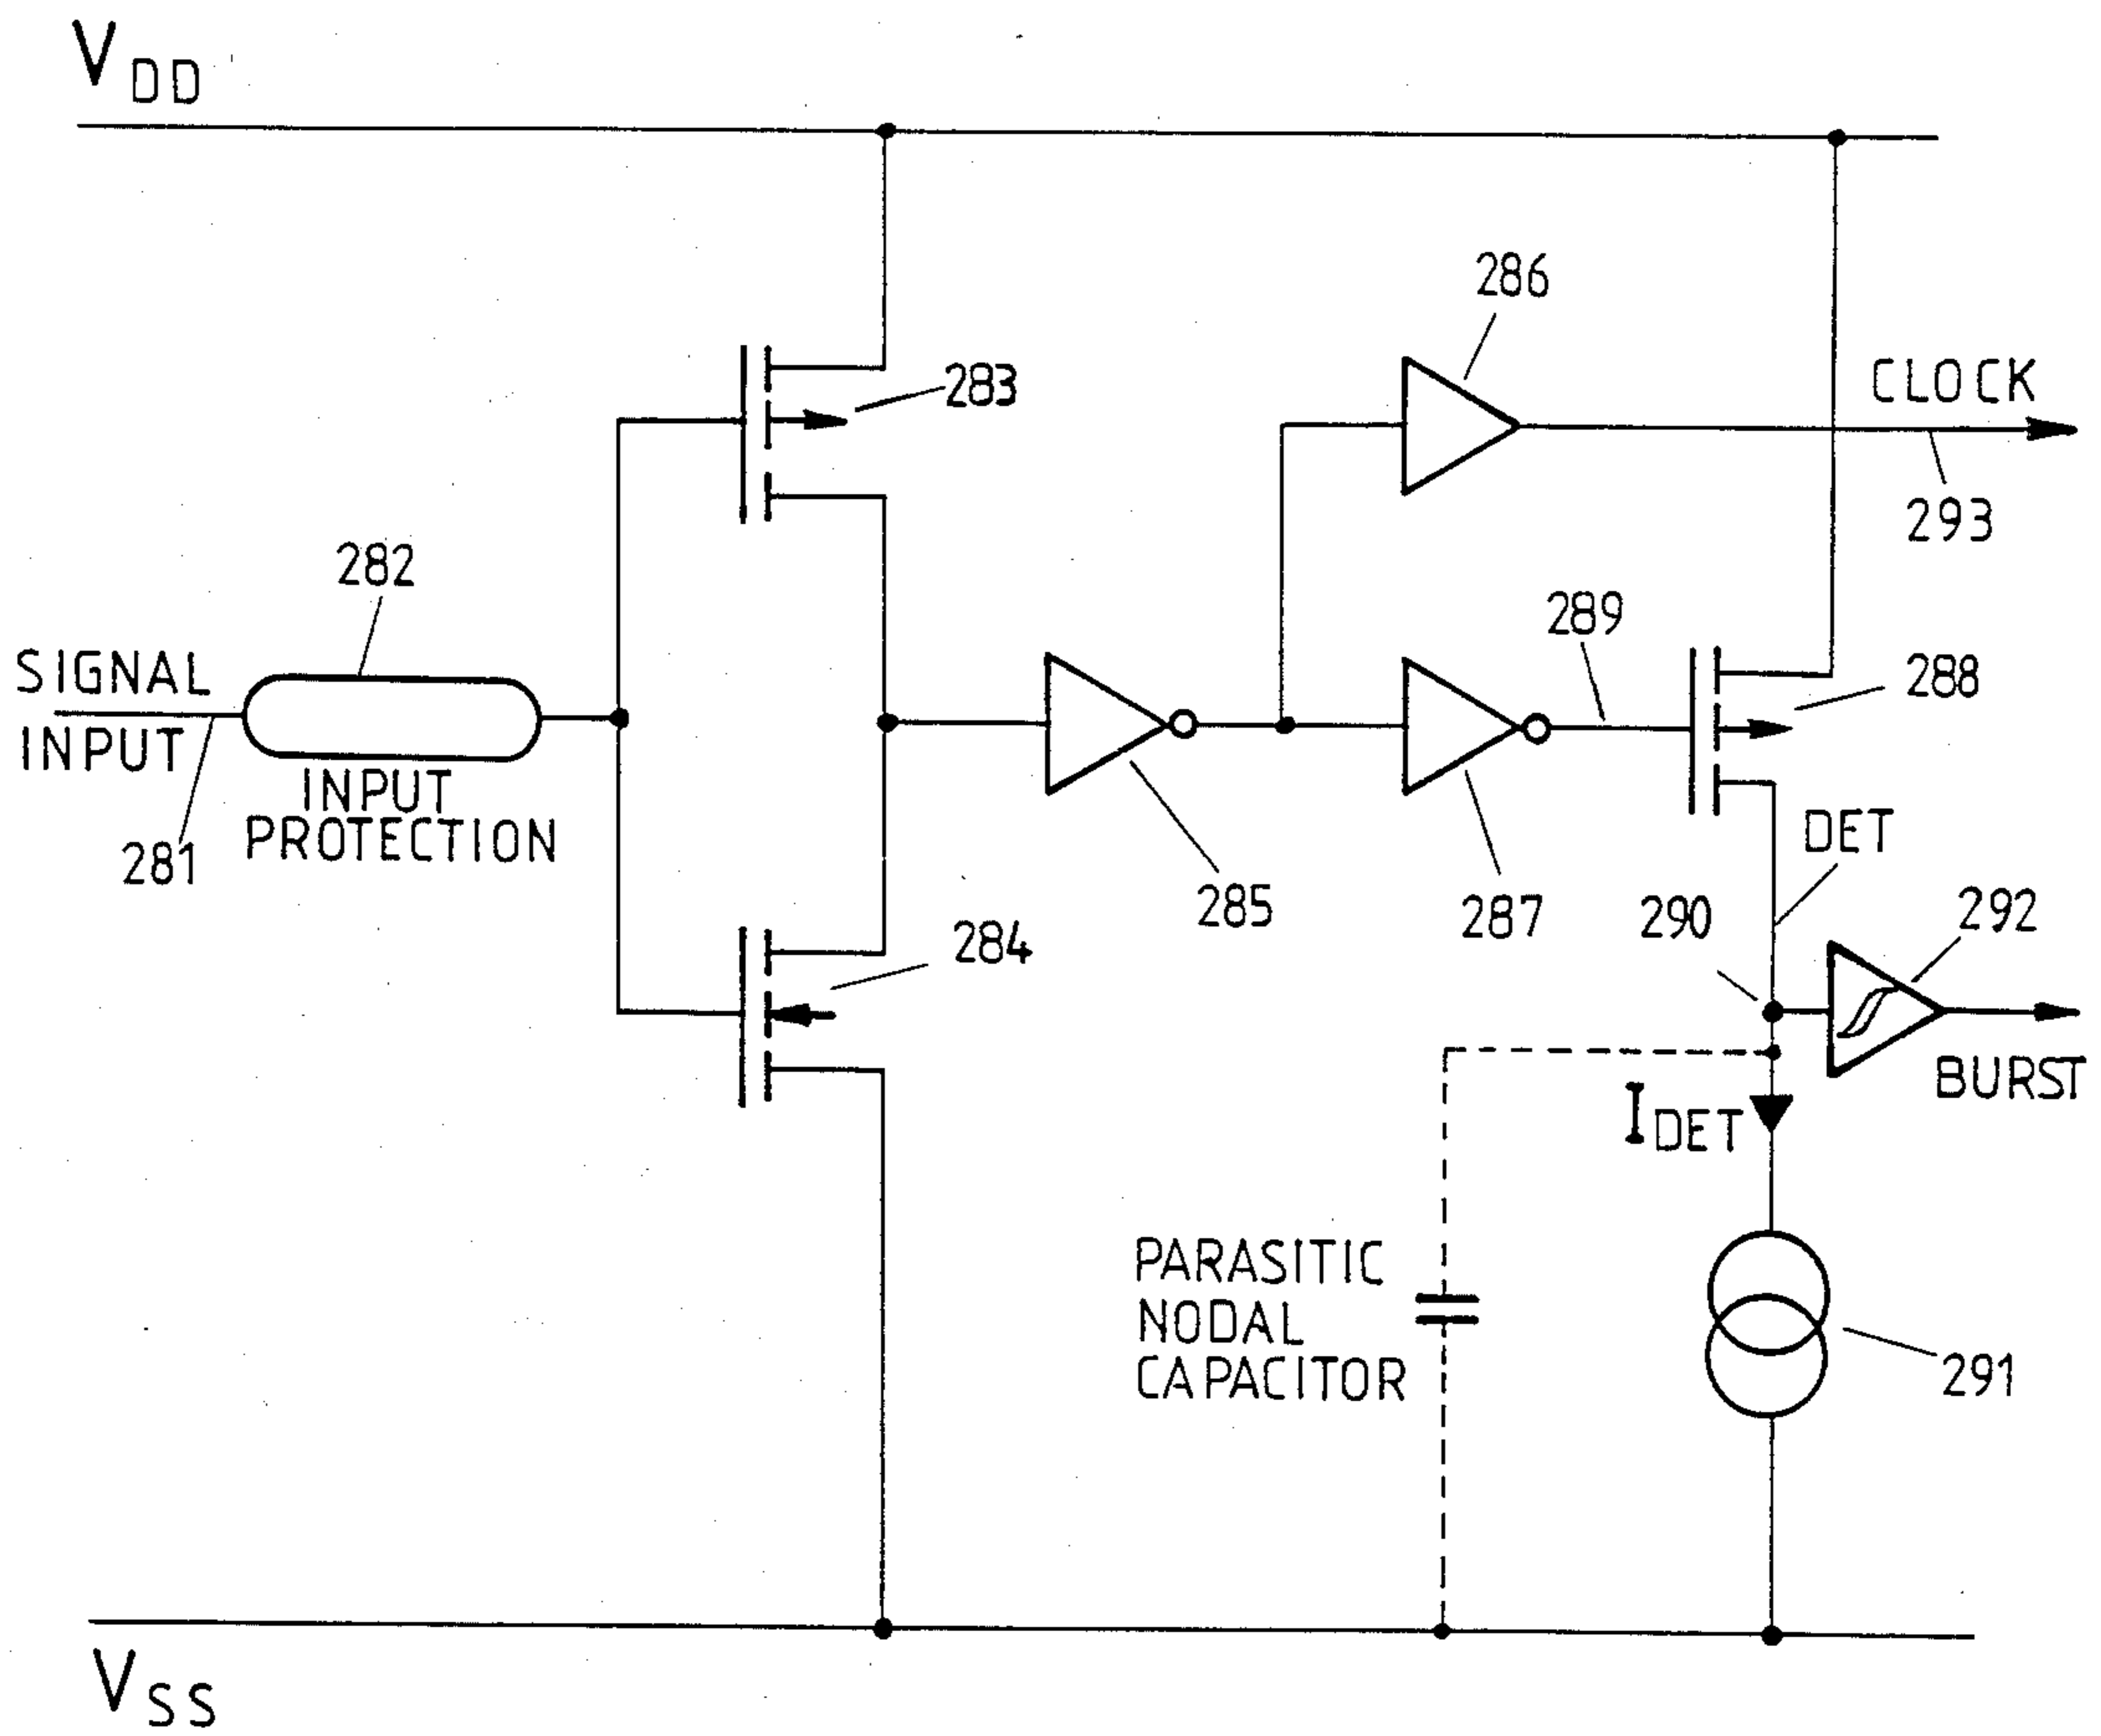 VDD
286
283
CLOCK
293
282
289
SIGNAL
INPUT
288
INPUT
PROTECTION
281
DET
285
287
290
292
284
BURST
IDET
PARASITIC
NODAL
CAPACITOR
291
VSS